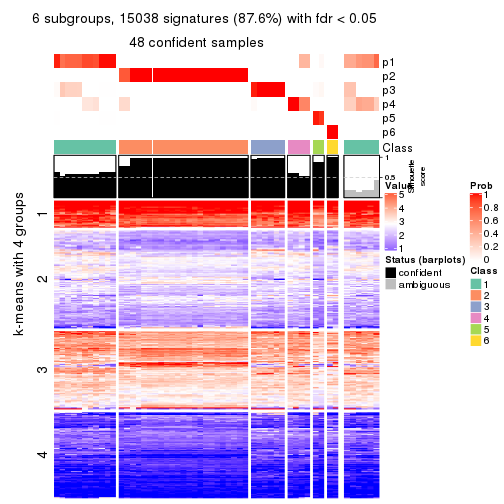 6 subgroups, 15038 signatures (87.6%) with fdr < 0.05
48 confident samples
p1
p2
p3
p4
p5
p6
Class
1
0.5
0
Silhouette
score
k-means with 4 groups
1
2
3
4
Value
5
4
3
2
1
Status (barplots)
confident
ambiguous
Prob
1
0.8
0.6
0.4
0.2
0
Class
1
2
3
4
5
6